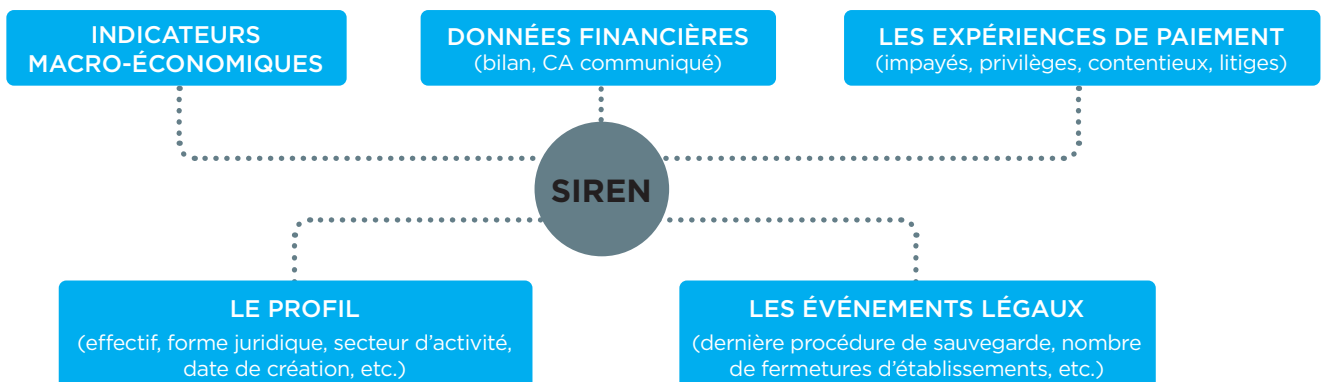 INDICATEURS
MACRO-ÉCONOMIQUES
DONNÉES FINANCIÈRES
(bilan, CA communiqué)
LES EXPÉRIENCES DE PAIEMENT
(impayés, privilèges, contentieux, litiges)
SIREN
LE PROFIL
(effectif, forme juridique, secteur d’activité,
date de création, etc.)
LES ÉVÉNEMENTS LÉGAUX
(dernière procédure de sauvegarde, nombre
de fermetures d’établissements, etc.)